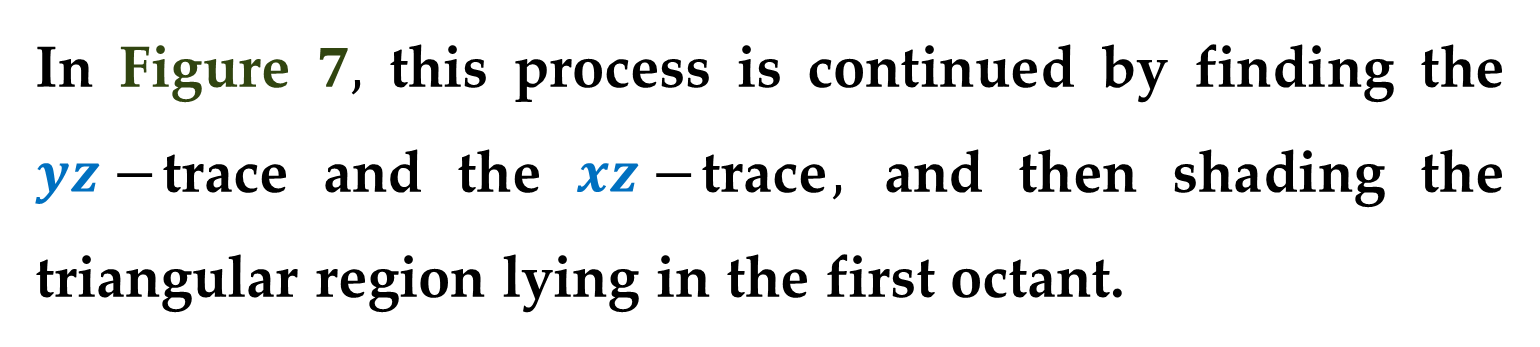 In Figure 7, this process is continued by finding the
yz −trace and the xz −trace, and then shading the
triangular region lying in the first octant.